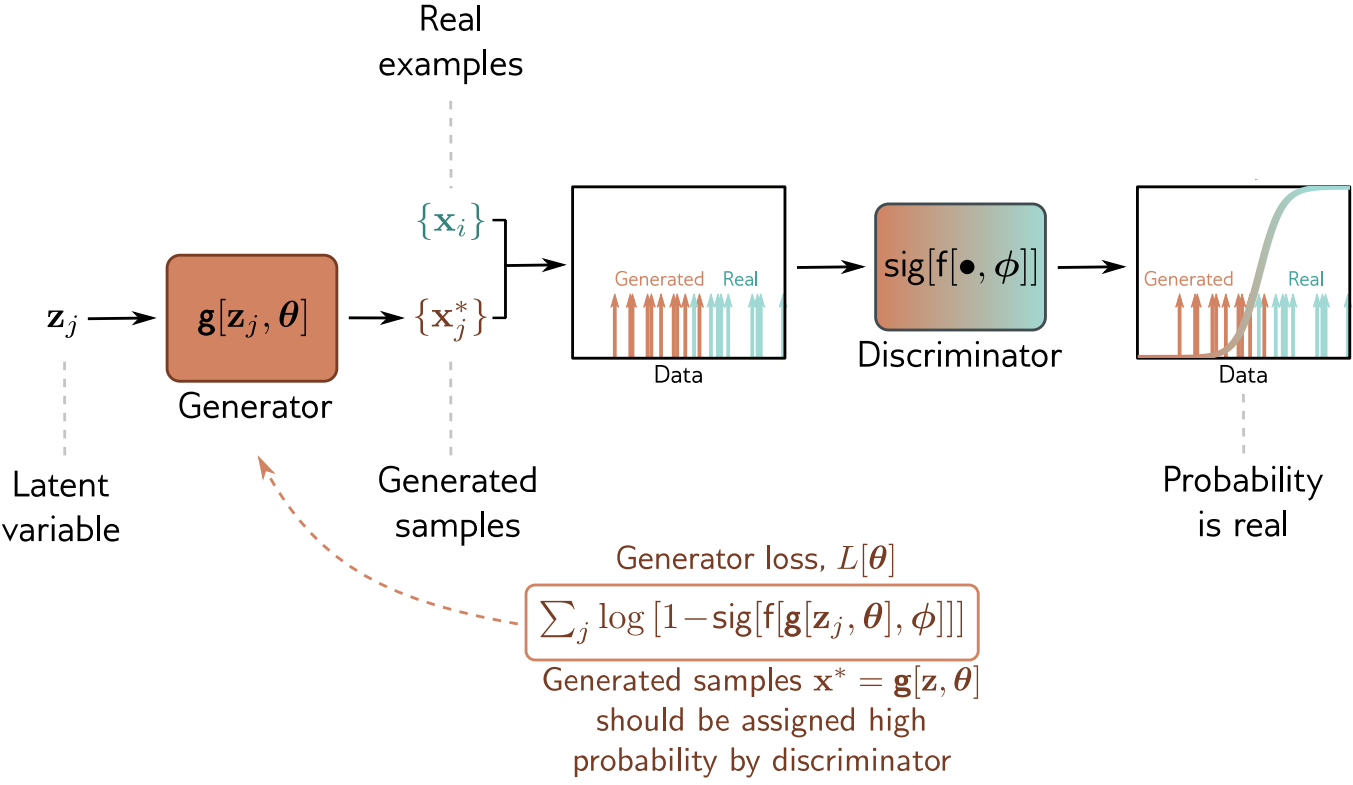 Real
examples
{x_i}
z_j
g[z_j, θ]
{x*_j}
Generator
Generated Real
Data
sig[f[•, ϕ]]
Discriminator
Generated Real
Data
Latent
variable
Generated
samples
Probability
is real
Generator loss, L[θ]
∑_j log [1−sig[f[g[z_j, θ], ϕ]]]
Generated samples x* = g[z, θ]
should be assigned high
probability by discriminator